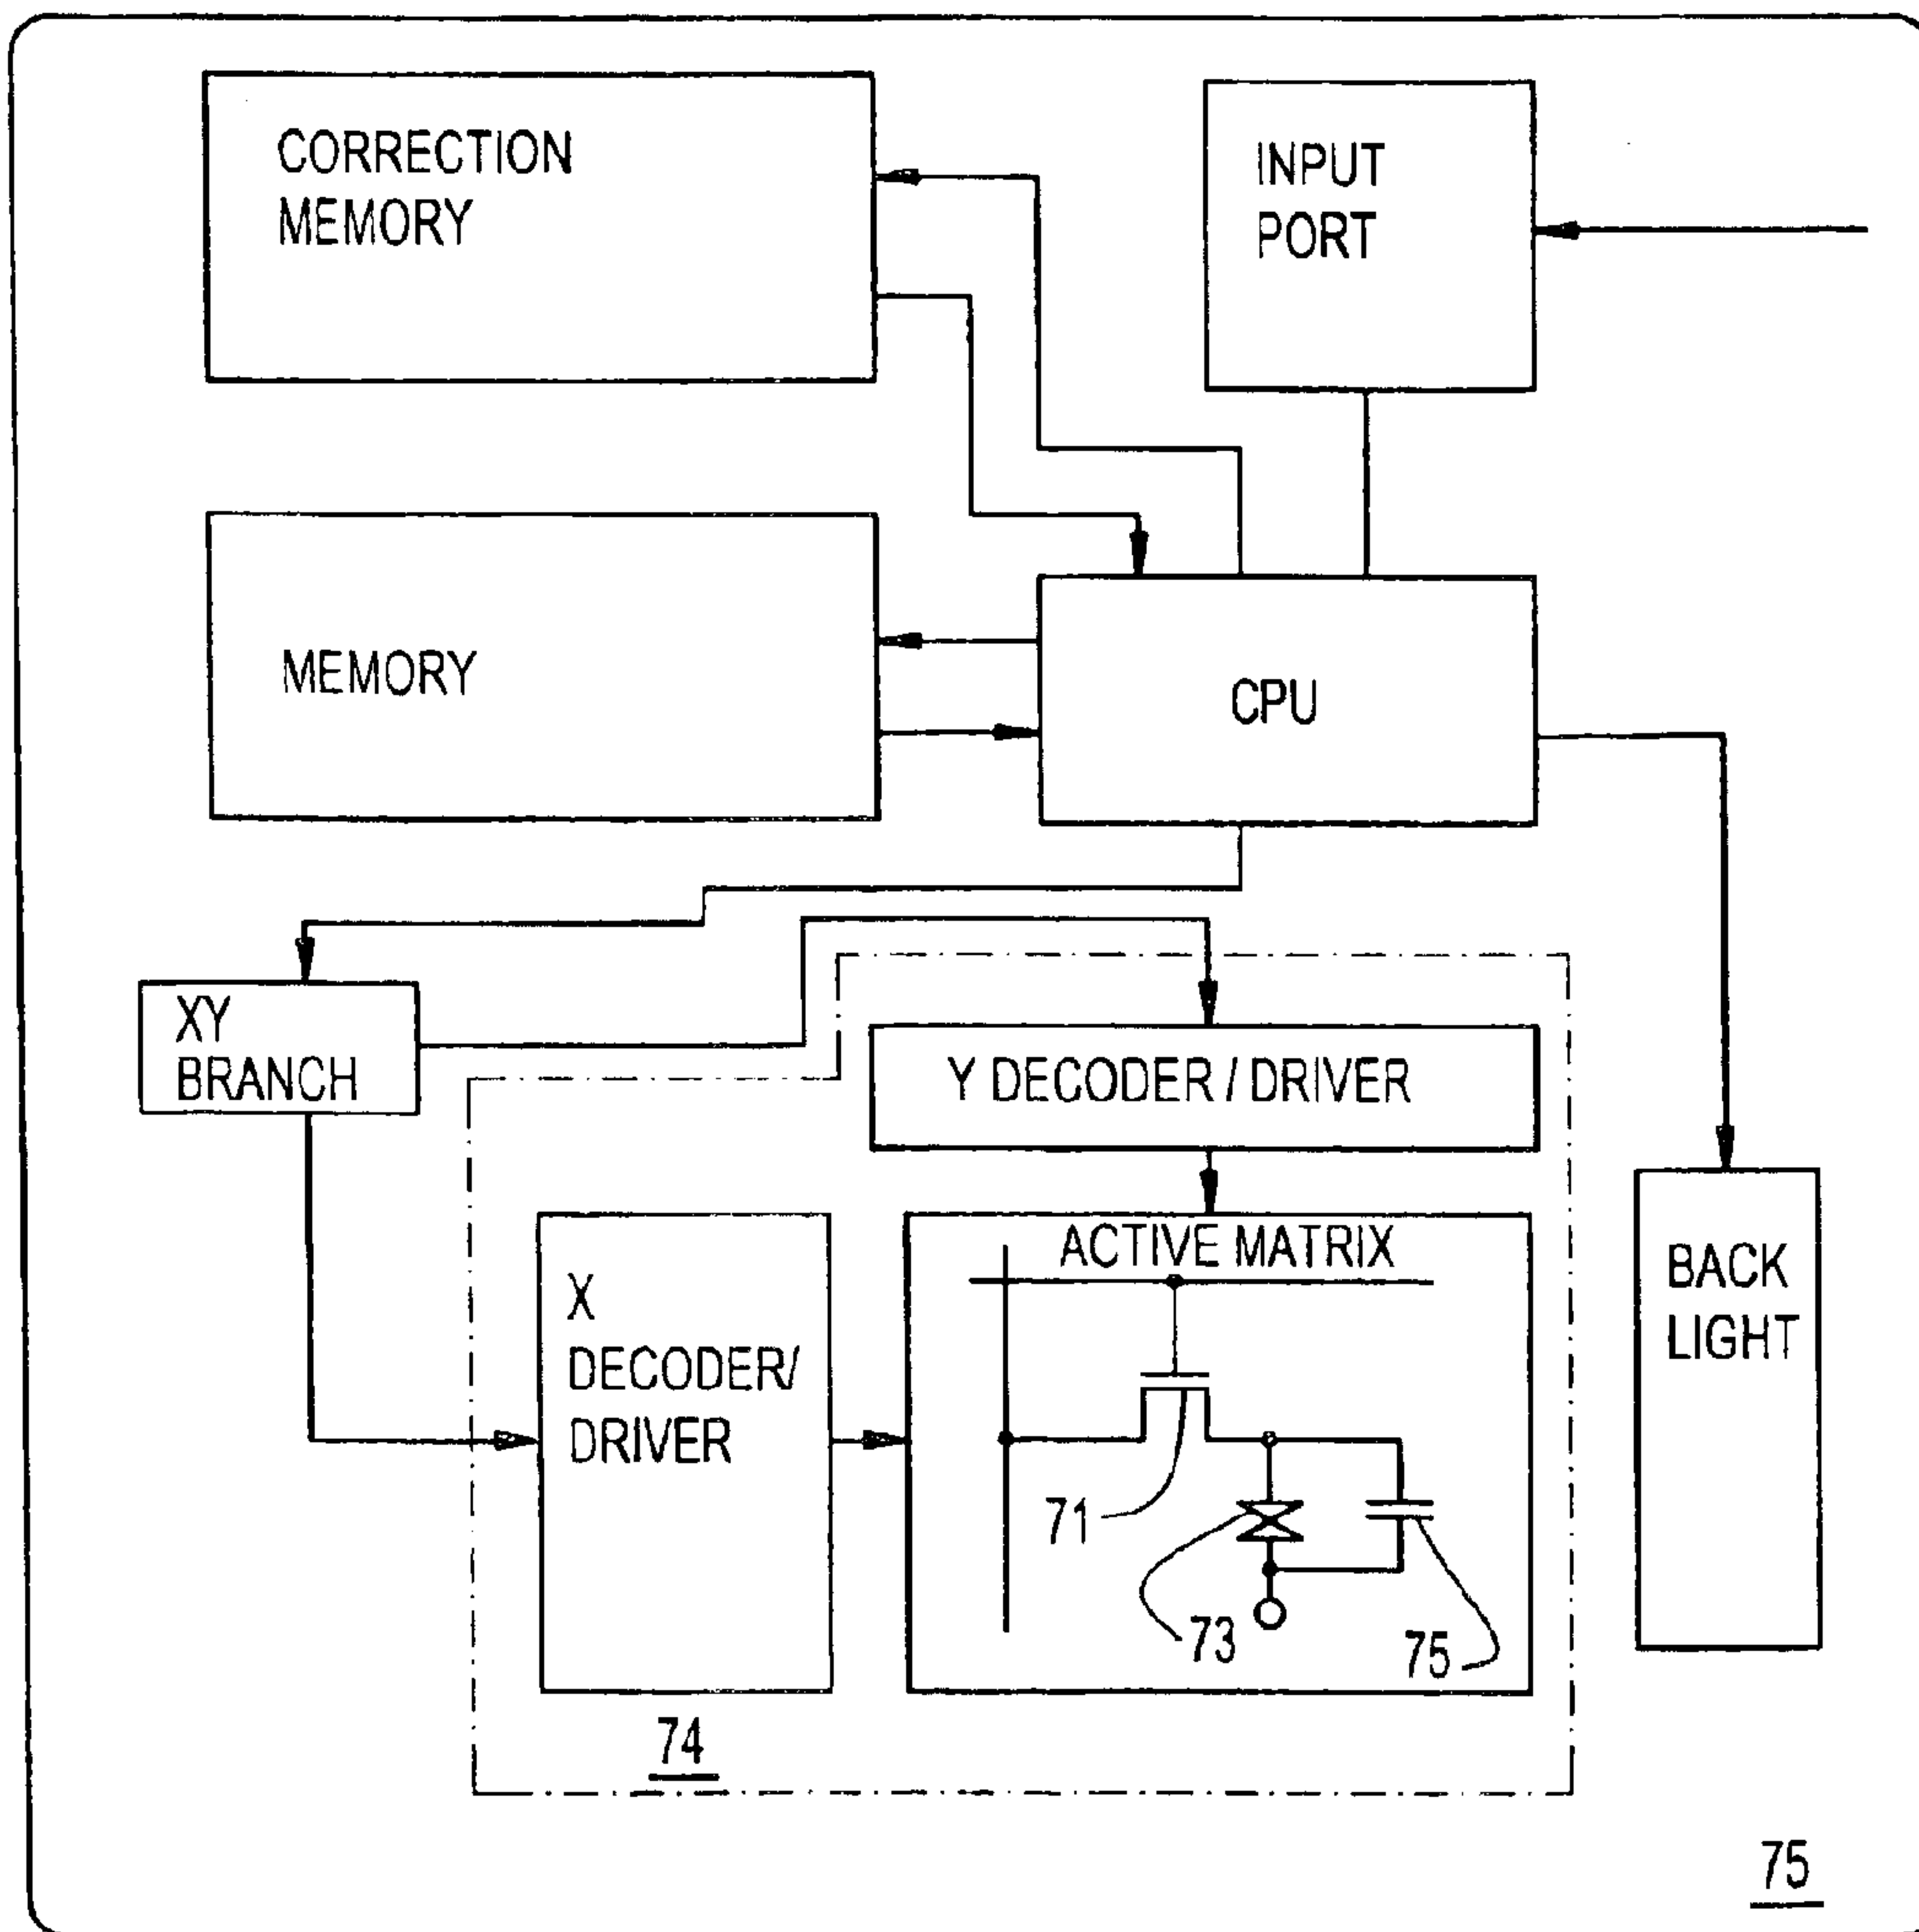 CORRECTION
MEMORY
INPUT
PORT
MEMORY
CPU
XY
BRANCH
Y DECODER / DRIVER
X
DECODER/
DRIVER
ACTIVE MATRIX
BACK
LIGHT
71
73
75
74
75